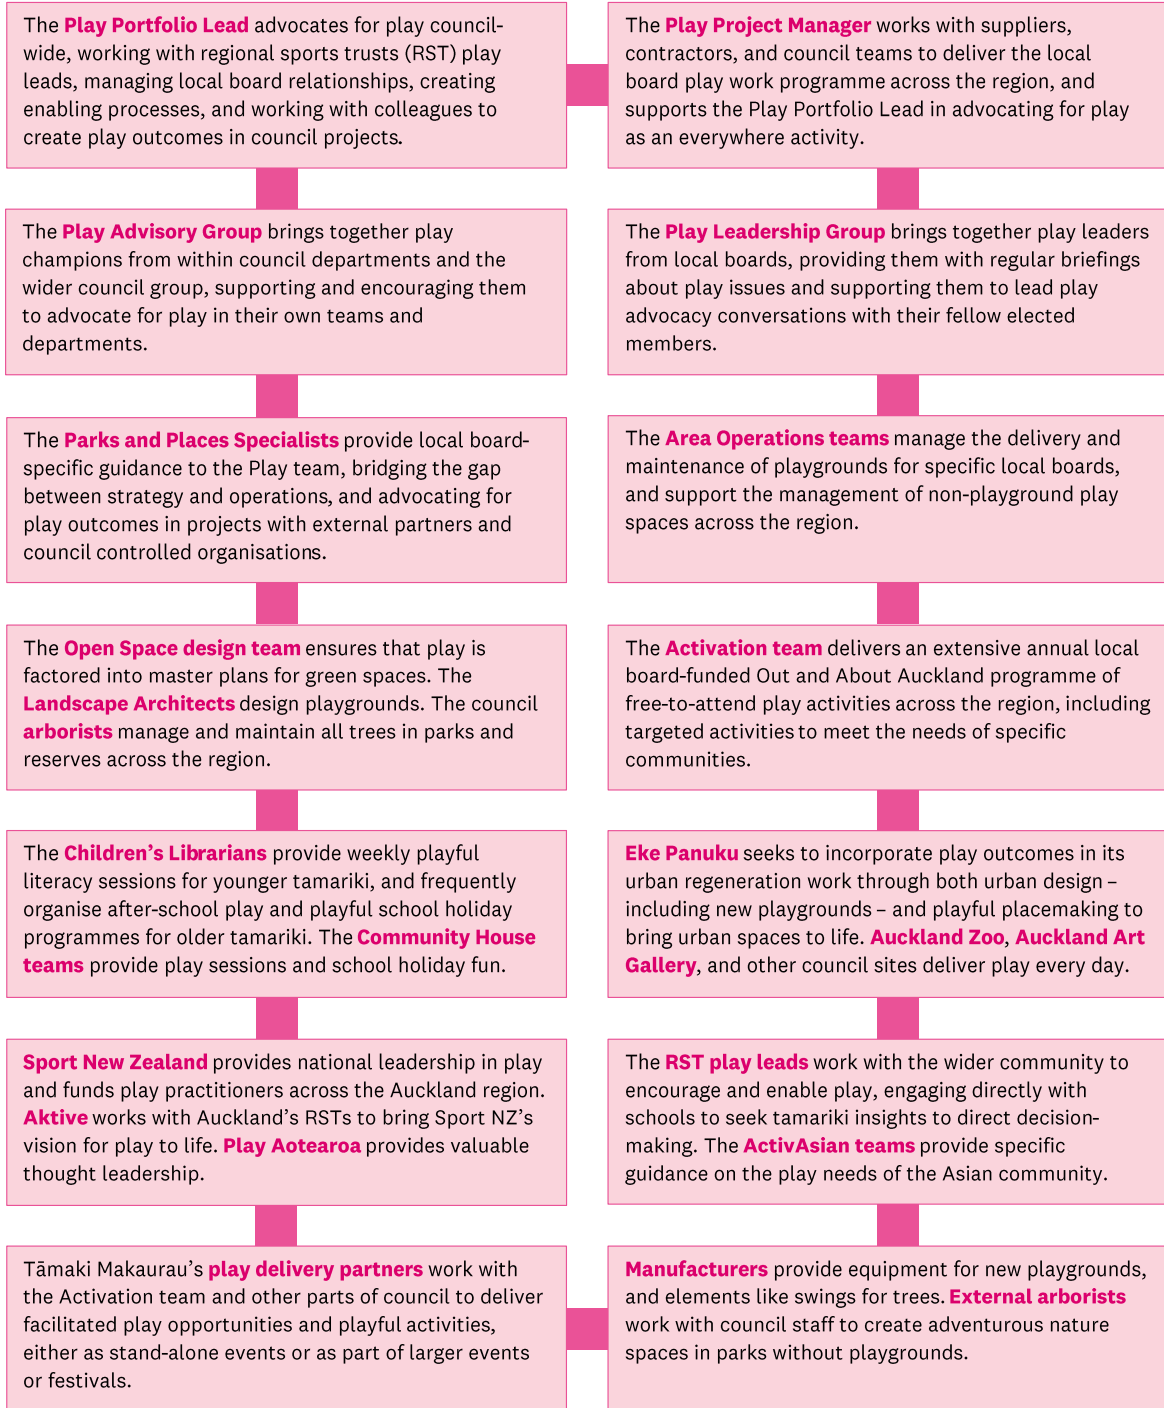 The Play Portfolio Lead advocates for play council-
wide, working with regional sports trusts (RST) play
leads, managing local board relationships, creating
enabling processes, and working with colleagues to
create play outcomes in council projects.
The Play Project Manager works with suppliers,
contractors, and council teams to deliver the local
board play work programme across the region, and
supports the Play Portfolio Lead in advocating for play
as an everywhere activity.
The Play Advisory Group brings together play
champions from within council departments and the
wider council group, supporting and encouraging them
to advocate for play in their own teams and
departments.
The Play Leadership Group brings together play leaders
from local boards, providing them with regular briefings
about play issues and supporting them to lead play
advocacy conversations with their fellow elected
members.
The Parks and Places Specialists provide local board-
specific guidance to the Play team, bridging the gap
between strategy and operations, and advocating for
play outcomes in projects with external partners and
council controlled organisations.
The Area Operations teams manage the delivery and
maintenance of playgrounds for specific local boards,
and support the management of non-playground play
spaces across the region.
The Open Space design team ensures that play is
factored into master plans for green spaces. The
Landscape Architects design playgrounds. The council
arborists manage and maintain all trees in parks and
reserves across the region.
The Activation team delivers an extensive annual local
board-funded Out and About Auckland programme of
free-to-attend play activities across the region, including
targeted activities to meet the needs of specific
communities.
The Children’s Librarians provide weekly playful
literacy sessions for younger tamariki, and frequently
organise after-school play and playful school holiday
programmes for older tamariki. The Community House
teams provide play sessions and school holiday fun.
Eke Panuku seeks to incorporate play outcomes in its
urban regeneration work through both urban design –
including new playgrounds – and playful placemaking to
bring urban spaces to life. Auckland Zoo, Auckland Art
Gallery, and other council sites deliver play every day.
Sport New Zealand provides national leadership in play
and funds play practitioners across the Auckland region.
Aktive works with Auckland’s RSTs to bring Sport NZ’s
vision for play to life. Play Aotearoa provides valuable
thought leadership.
The RST play leads work with the wider community to
encourage and enable play, engaging directly with
schools to seek tamariki insights to direct decision-
making. The ActivAsian teams provide specific
guidance on the play needs of the Asian community.
Tāmaki Makaurau’s play delivery partners work with
the Activation team and other parts of council to deliver
facilitated play opportunities and playful activities,
either as stand-alone events or as part of larger events
or festivals.
Manufacturers provide equipment for new playgrounds,
and elements like swings for trees. External arborists
work with council staff to create adventurous nature
spaces in parks without playgrounds.